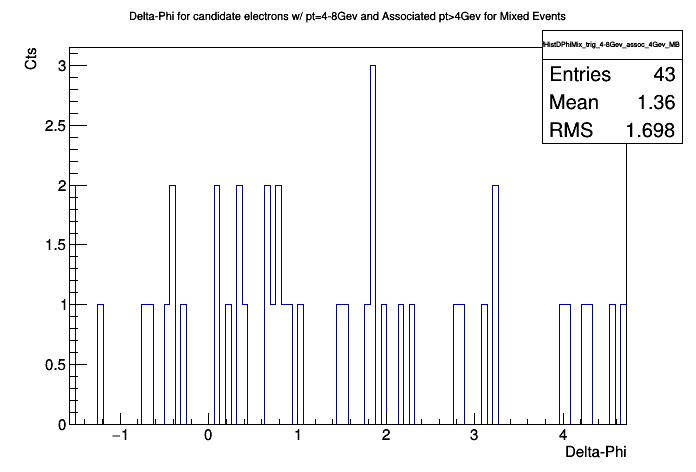 Delta-Phi for candidate electrons w/ pt=4-8Gev and Associated pt>4Gev for Mixed Events
HistDPhiMix_trig_4-8Gev_assoc_4Gev_MB
Entries 43
Mean 1.36
RMS 1.698
Cts
3
2.5
2
1.5
1
0.5
0
−1 0 1 2 3 4
Delta-Phi